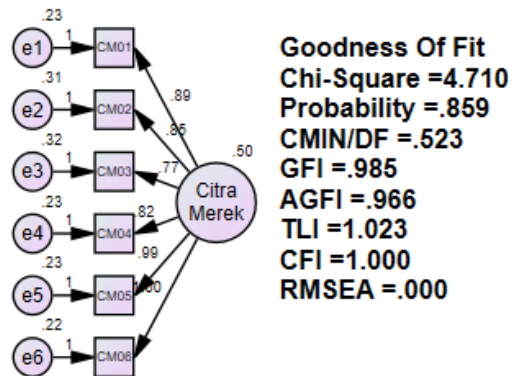 .23
e1 1 CM01
.31
e2 1 CM02
.32
e3 1 CM03
.23
e4 1 CM04
.23
e5 1 CM05
.22
e6 1 CM06
.89
.85
.77
.82
.99
1.00
.50
Citra
Merek
Goodness Of Fit
Chi-Square =4.710
Probability =.859
CMIN/DF =.523
GFI =.985
AGFI =.966
TLI =1.023
CFI =1.000
RMSEA =.000